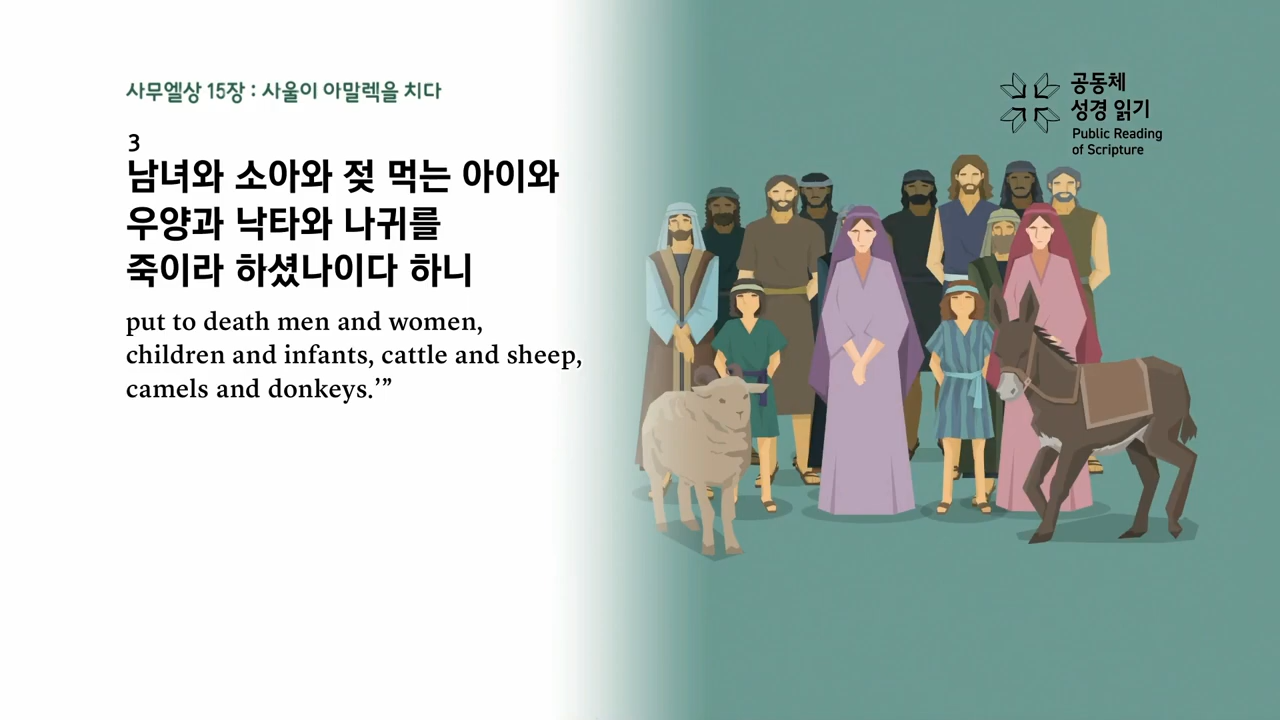 사무엘상 15장 : 사울이 아말렉을 치다
3
남녀와 소아와 젖 먹는 아이와
우양과 낙타와 나귀를
죽이라 하셨나이다 하니
put to death men and women,
children and infants, cattle and sheep,
camels and donkeys.’”
공동체
성경 읽기
Public Reading
of Scripture